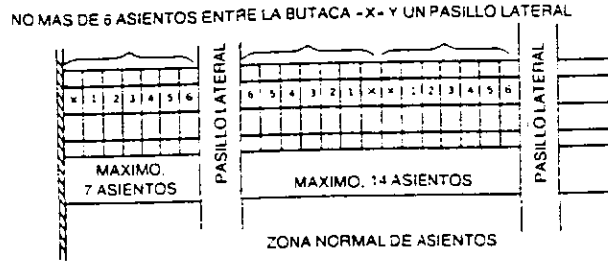 NO MAS DE 6 ASIENTOS ENTRE LA BUTACA -X- Y UN PASILLO LATERAL
X 1 2 3 4 5 6
6 5 4 3 2 1 X X 1 2 3 4 5 6
PASILLO LATERAL
PASILLO LATERAL
MAXIMO.
7 ASIENTOS
MAXIMO. 14 ASIENTOS
ZONA NORMAL DE ASIENTOS